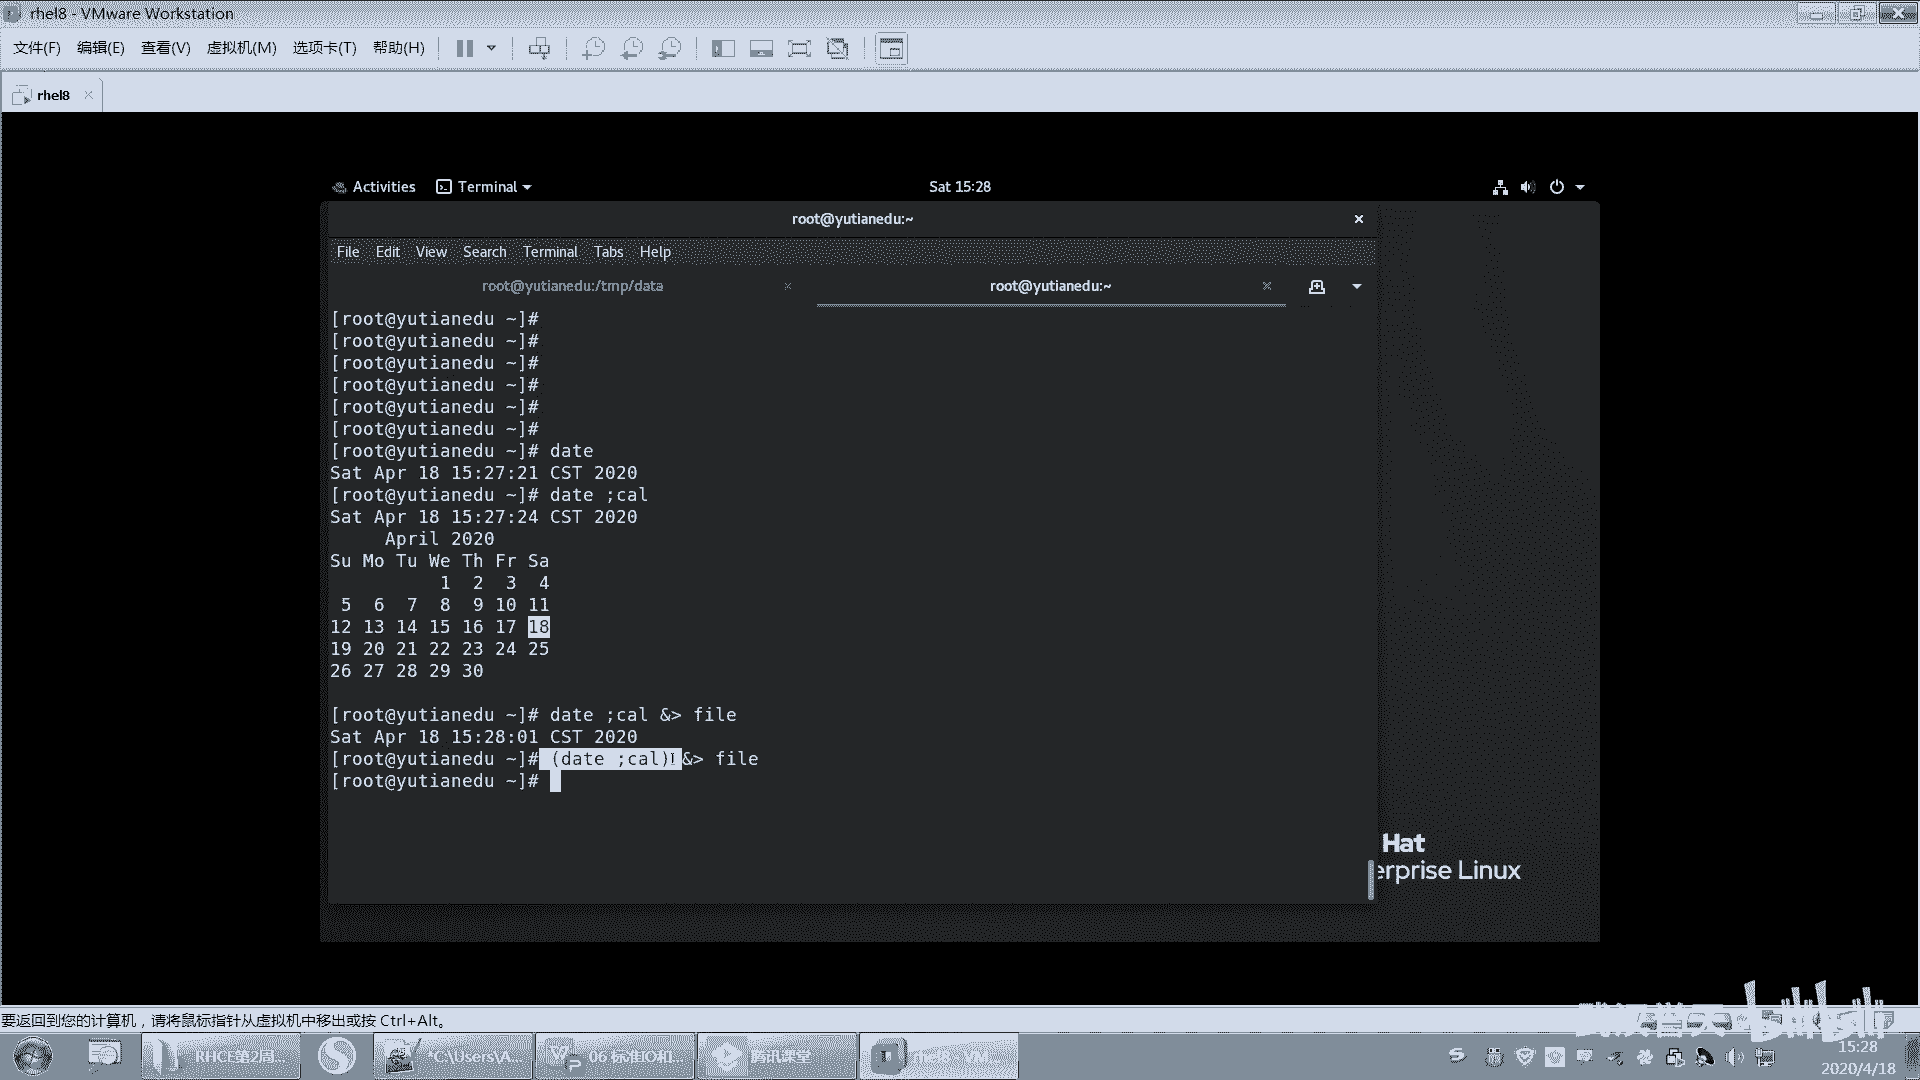 rhel8 - VMware Workstation
文件(F) 编辑(E) 查看(V) 虚拟机(M) 选项卡(T) 帮助(H)
rhel8
Activities Terminal Sat 15:28
root@yutianedu:~
File Edit View Search Terminal Tabs Help
root@yutianedu:/tmp/data root@yutianedu:~
[root@yutianedu ~]#
[root@yutianedu ~]#
[root@yutianedu ~]#
[root@yutianedu ~]#
[root@yutianedu ~]#
[root@yutianedu ~]#
[root@yutianedu ~]# date
Sat Apr 18 15:27:21 CST 2020
[root@yutianedu ~]# date ;cal
Sat Apr 18 15:27:24 CST 2020
April 2020
Su Mo Tu We Th Fr Sa
1 2 3 4
5 6 7 8 9 10 11
12 13 14 15 16 17 18
19 20 21 22 23 24 25
26 27 28 29 30
[root@yutianedu ~]# date ;cal &> file
Sat Apr 18 15:28:01 CST 2020
[root@yutianedu ~]# (date ;cal) &> file
[root@yutianedu ~]#
Hat
erprise Linux
要返回到您的计算机，请将鼠标指针从虚拟机中移出或按 Ctrl+Alt。
RHCE第2周... *C:\Users\A... 06 标准IO和... 腾讯课堂 rhel8 - VM...
15:28
2020/4/18
bilibili